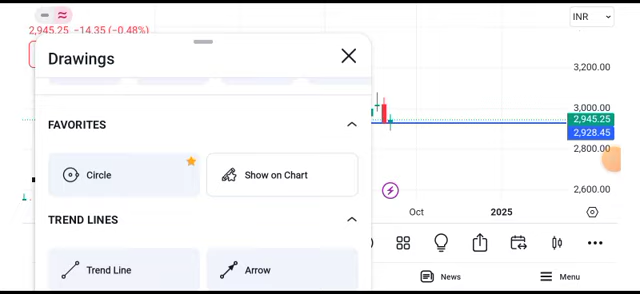 INR
2,945.25 −14.35 (−0.48%)
Drawings
FAVORITES
Circle
Show on Chart
TREND LINES
Trend Line
Arrow
3,200.00
3,000.00
2,945.25
2,928.45
2,800.00
2,600.00
Oct
2025
News
Menu